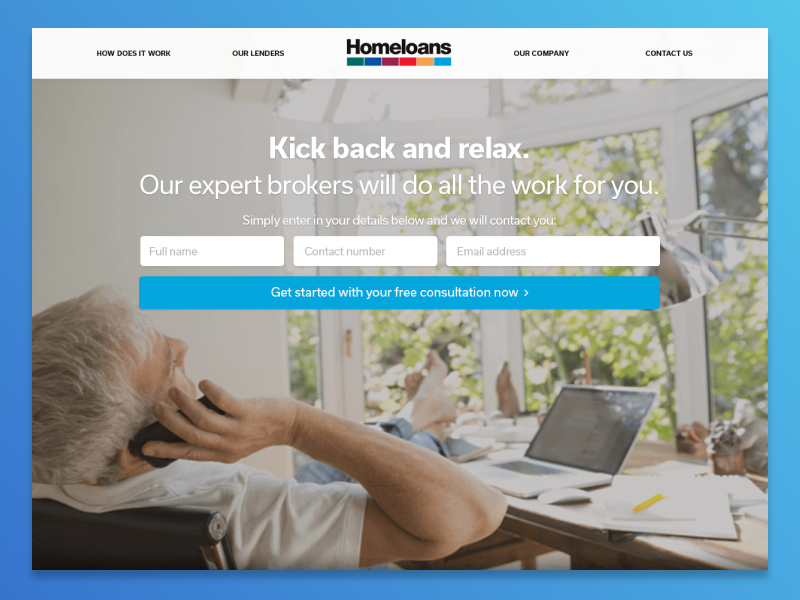 HOW DOES IT WORK
OUR LENDERS
Homeloans
OUR COMPANY
CONTACT US
Kick back and relax.
Our expert brokers will do all the work for you.
Simply enter in your details below and we will contact you:
Full name
Contact number
Email address
Get started with your free consultation now ›